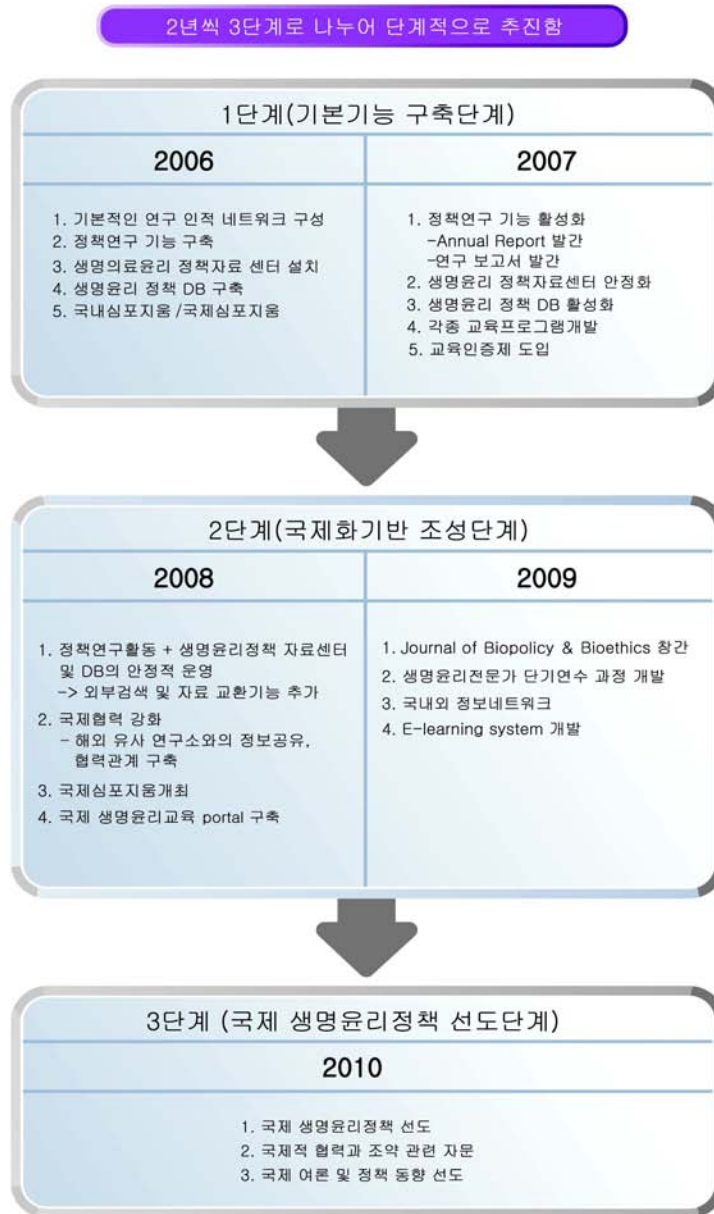 2년씩 3단계로 나누어 단계적으로 추진함
1단계(기본기능 구축단계)
2006
1. 기본적인 연구 인적 네트워크 구성
2. 정책연구 기능 구축
3. 생명의료윤리 정책자료 센터 설치
4. 생명윤리 정책 DB 구축
5. 국내심포지움 /국제심포지움
2007
1. 정책연구 기능 활성화
-Annual Report 발간
-연구 보고서 발간
2. 생명윤리 정책자료센터 안정화
3. 생명윤리 정책 DB 활성화
4. 각종 교육프로그램개발
5. 교육인증제 도입
2단계(국제화기반 조성단계)
2008
1. 정책연구활동 + 생명윤리정책 자료센터
및 DB의 안정적 운영
-> 외부검색 및 자료 교환기능 추가
2. 국제협력 강화
- 해외 유사 연구소와의 정보공유,
협력관계 구축
3. 국제심포지움개최
4. 국제 생명윤리교육 portal 구축
2009
1. Journal of Biopolicy & Bioethics 창간
2. 생명윤리전문가 단기연수 과정 개발
3. 국내외 정보네트워크
4. E-learning system 개발
3단계 (국제 생명윤리정책 선도단계)
2010
1. 국제 생명윤리정책 선도
2. 국제적 협력과 조약 관련 자문
3. 국제 여론 및 정책 동향 선도